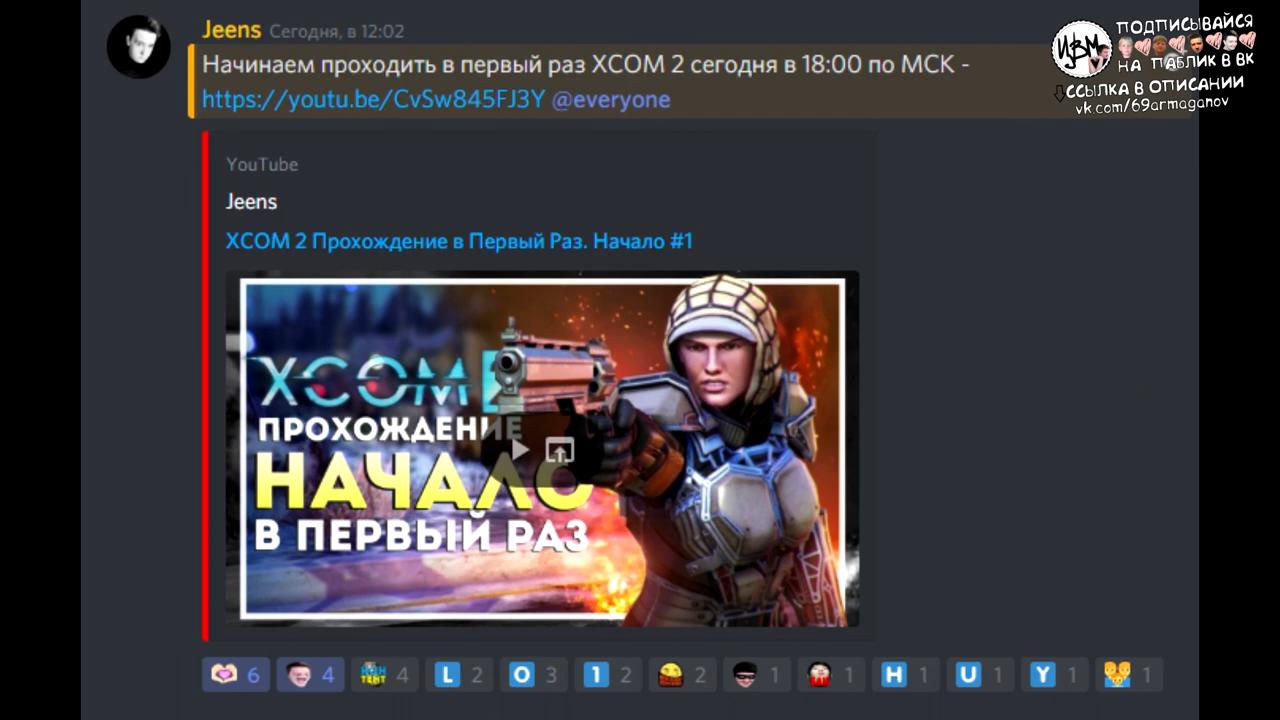 Jeens Сегодня, в 12:02
Начинаем проходить в первый раз XCOM 2 сегодня в 18:00 по МСК -
https://youtu.be/CvSw845FJ3Y @everyone
YouTube
Jeens
XCOM 2 Прохождение в Первый Раз. Начало #1
XCOM 2
ПРОХОЖДЕНИЕ
НАЧАЛО
В ПЕРВЫЙ РАЗ
6 4 4 L 2 O 3 1 2 2 1 1 H 1 U 1 Y 1 1
ИВМ
ПОДПИСЫВАЙСЯ
НА ПАБЛИК В ВК
ССЫЛКА В ОПИСАНИИ
vk.com/69armaganov